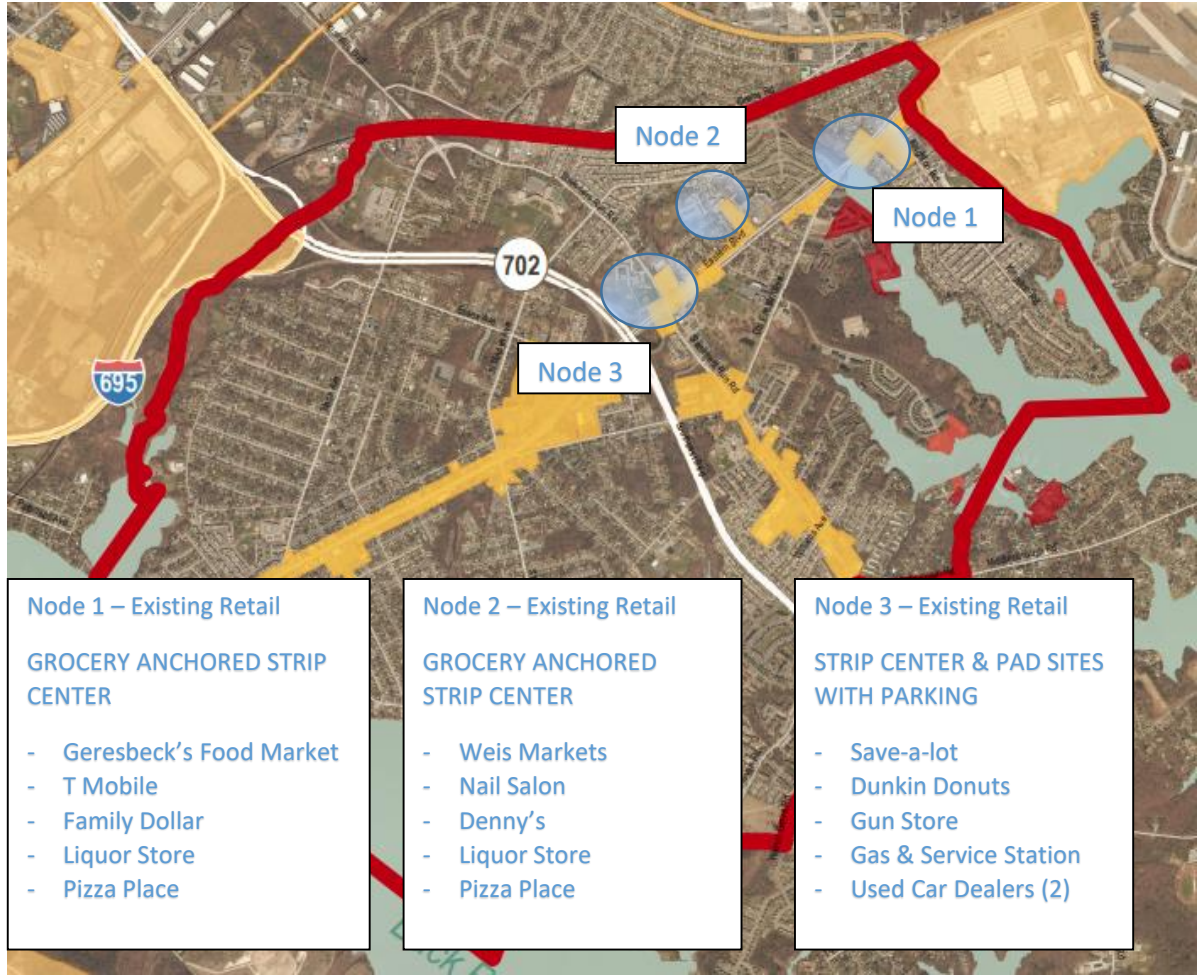 Node 2
Node 1
Eastern Blvd
702
Node 3
695
Node 1 – Existing Retail
GROCERY ANCHORED STRIP
CENTER
- Geresbeck’s Food Market
- T Mobile
- Family Dollar
- Liquor Store
- Pizza Place
Node 2 – Existing Retail
GROCERY ANCHORED
STRIP CENTER
- Weis Markets
- Nail Salon
- Denny’s
- Liquor Store
- Pizza Place
Node 3 – Existing Retail
STRIP CENTER & PAD SITES
WITH PARKING
- Save-a-lot
- Dunkin Donuts
- Gun Store
- Gas & Service Station
- Used Car Dealers (2)